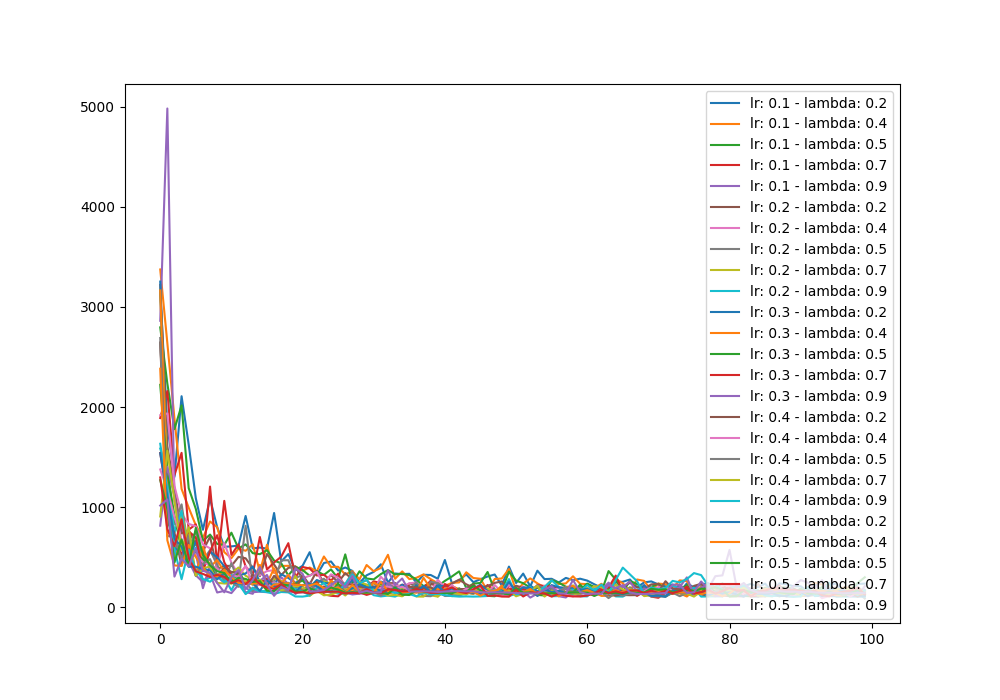 5000
4000
3000
2000
1000
0
0
20
40
60
80
100
lr: 0.1 - lambda: 0.2
lr: 0.1 - lambda: 0.4
lr: 0.1 - lambda: 0.5
lr: 0.1 - lambda: 0.7
lr: 0.1 - lambda: 0.9
lr: 0.2 - lambda: 0.2
lr: 0.2 - lambda: 0.4
lr: 0.2 - lambda: 0.5
lr: 0.2 - lambda: 0.7
lr: 0.2 - lambda: 0.9
lr: 0.3 - lambda: 0.2
lr: 0.3 - lambda: 0.4
lr: 0.3 - lambda: 0.5
lr: 0.3 - lambda: 0.7
lr: 0.3 - lambda: 0.9
lr: 0.4 - lambda: 0.2
lr: 0.4 - lambda: 0.4
lr: 0.4 - lambda: 0.5
lr: 0.4 - lambda: 0.7
lr: 0.4 - lambda: 0.9
lr: 0.5 - lambda: 0.2
lr: 0.5 - lambda: 0.4
lr: 0.5 - lambda: 0.5
lr: 0.5 - lambda: 0.7
lr: 0.5 - lambda: 0.9